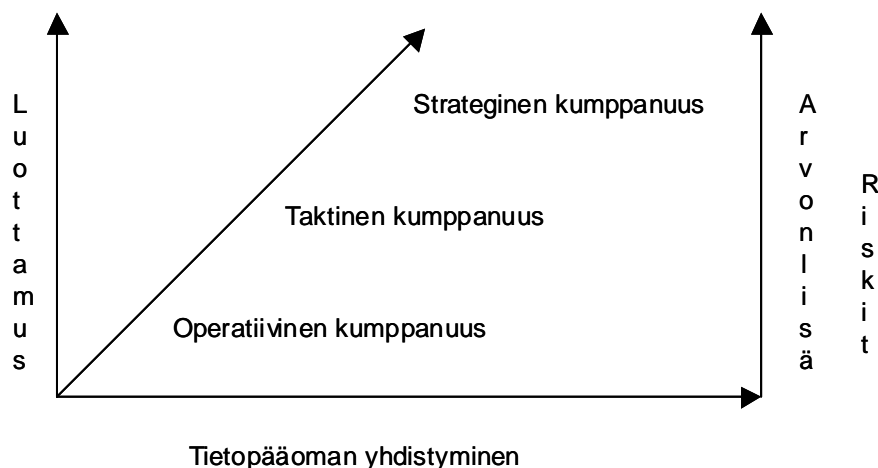 Luottamus
Strateginen kumppanuus
Taktinen kumppanuus
Operatiivinen kumppanuus
Arvonlisä
Riskit
Tietopääoman yhdistyminen